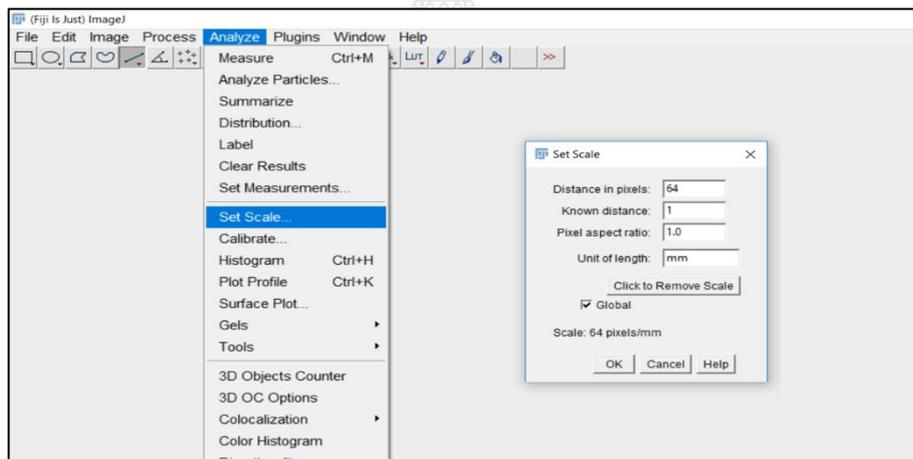 (Fiji Is Just) ImageJ
File Edit Image Process Analyze Plugins Window Help
LUT >>
Measure Ctrl+M
Analyze Particles...
Summarize
Distribution...
Label
Clear Results
Set Measurements...
Set Scale...
Calibrate...
Histogram Ctrl+H
Plot Profile Ctrl+K
Surface Plot...
Gels
Tools
3D Objects Counter
3D OC Options
Colocalization
Color Histogram
Set Scale
Distance in pixels: 64
Known distance: 1
Pixel aspect ratio: 1.0
Unit of length: mm
Click to Remove Scale
Global
Scale: 64 pixels/mm
OK Cancel Help